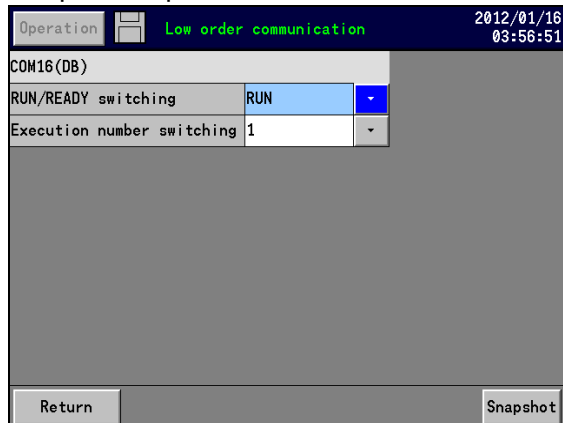 Operation
Low order communication
2012/01/16
03:56:51
COM16(DB)
RUN/READY switching RUN
Execution number switching 1
Return
Snapshot